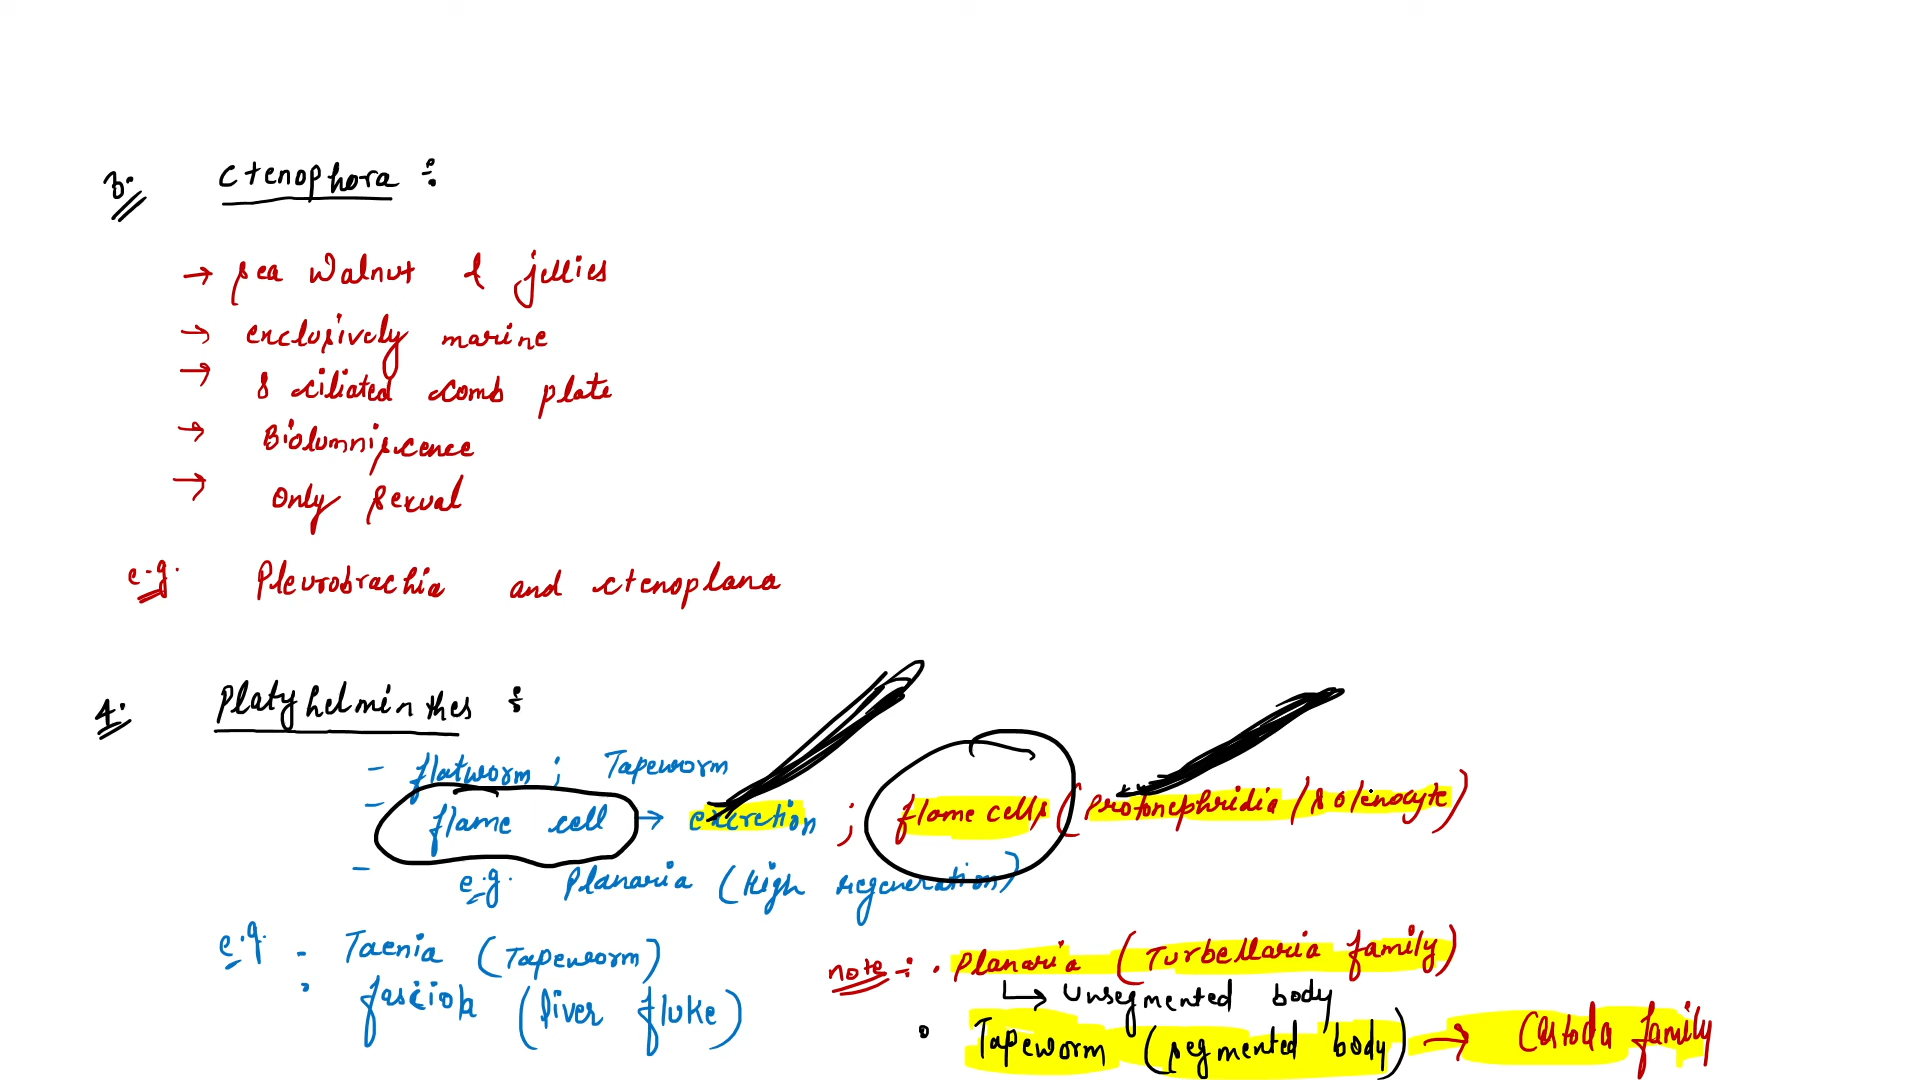 3. Ctenophora ÷
→ sea walnut & jellies
→ exclusively marine
→ 8 ciliated comb plate
→ Biolumniscence
→ Only sexual
e.g. Pleurobrachia and ctenoplana
4. Platyhelminthes ÷
- flatworm ; Tapeworm
- flame cell → excretion ; flame cells (Protonephridia / solenocyte)
- e.g. Planaria (High regeneration)
e.g. - Taenia (Tapeworm)
note ÷ • Planaria (Turbellaria family)
↳ Unsegmented body
• fasciola (liver fluke)
• Tapeworm (segmented body) → Cestoda family